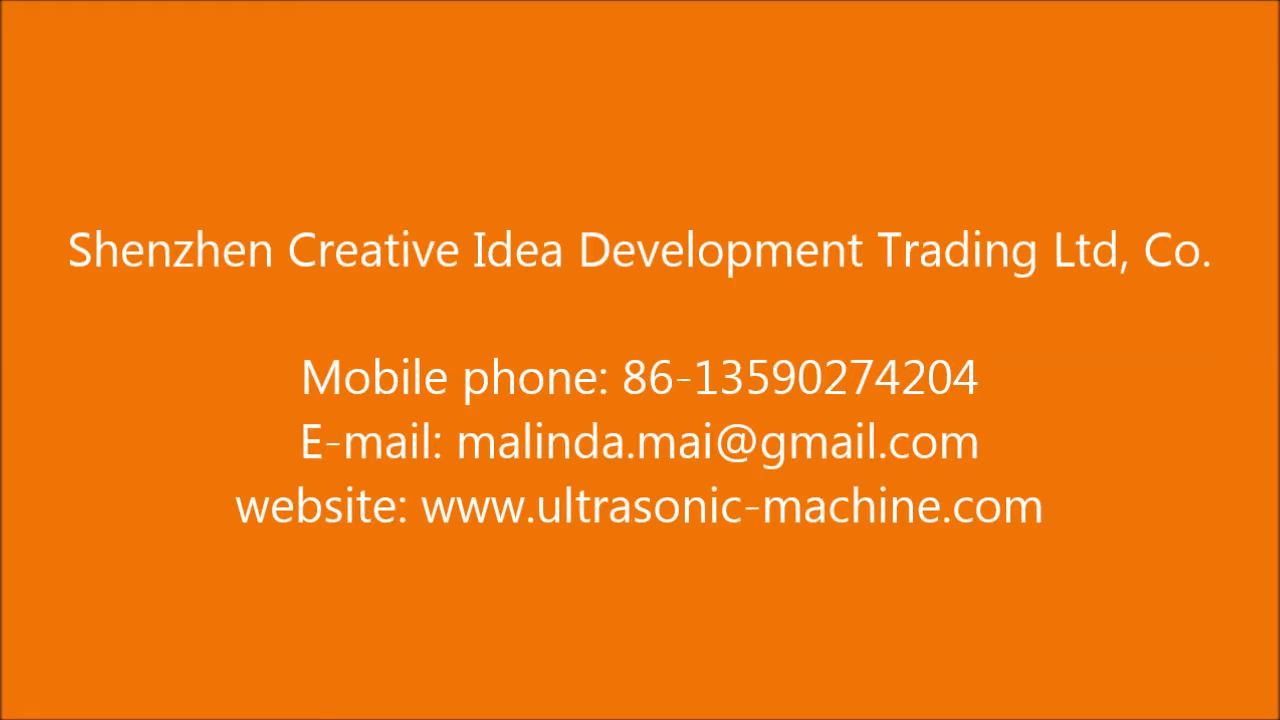 Shenzhen Creative Idea Development Trading Ltd, Co.
Mobile phone: 86-13590274204
E-mail: malinda.mai@gmail.com
website: www.ultrasonic-machine.com